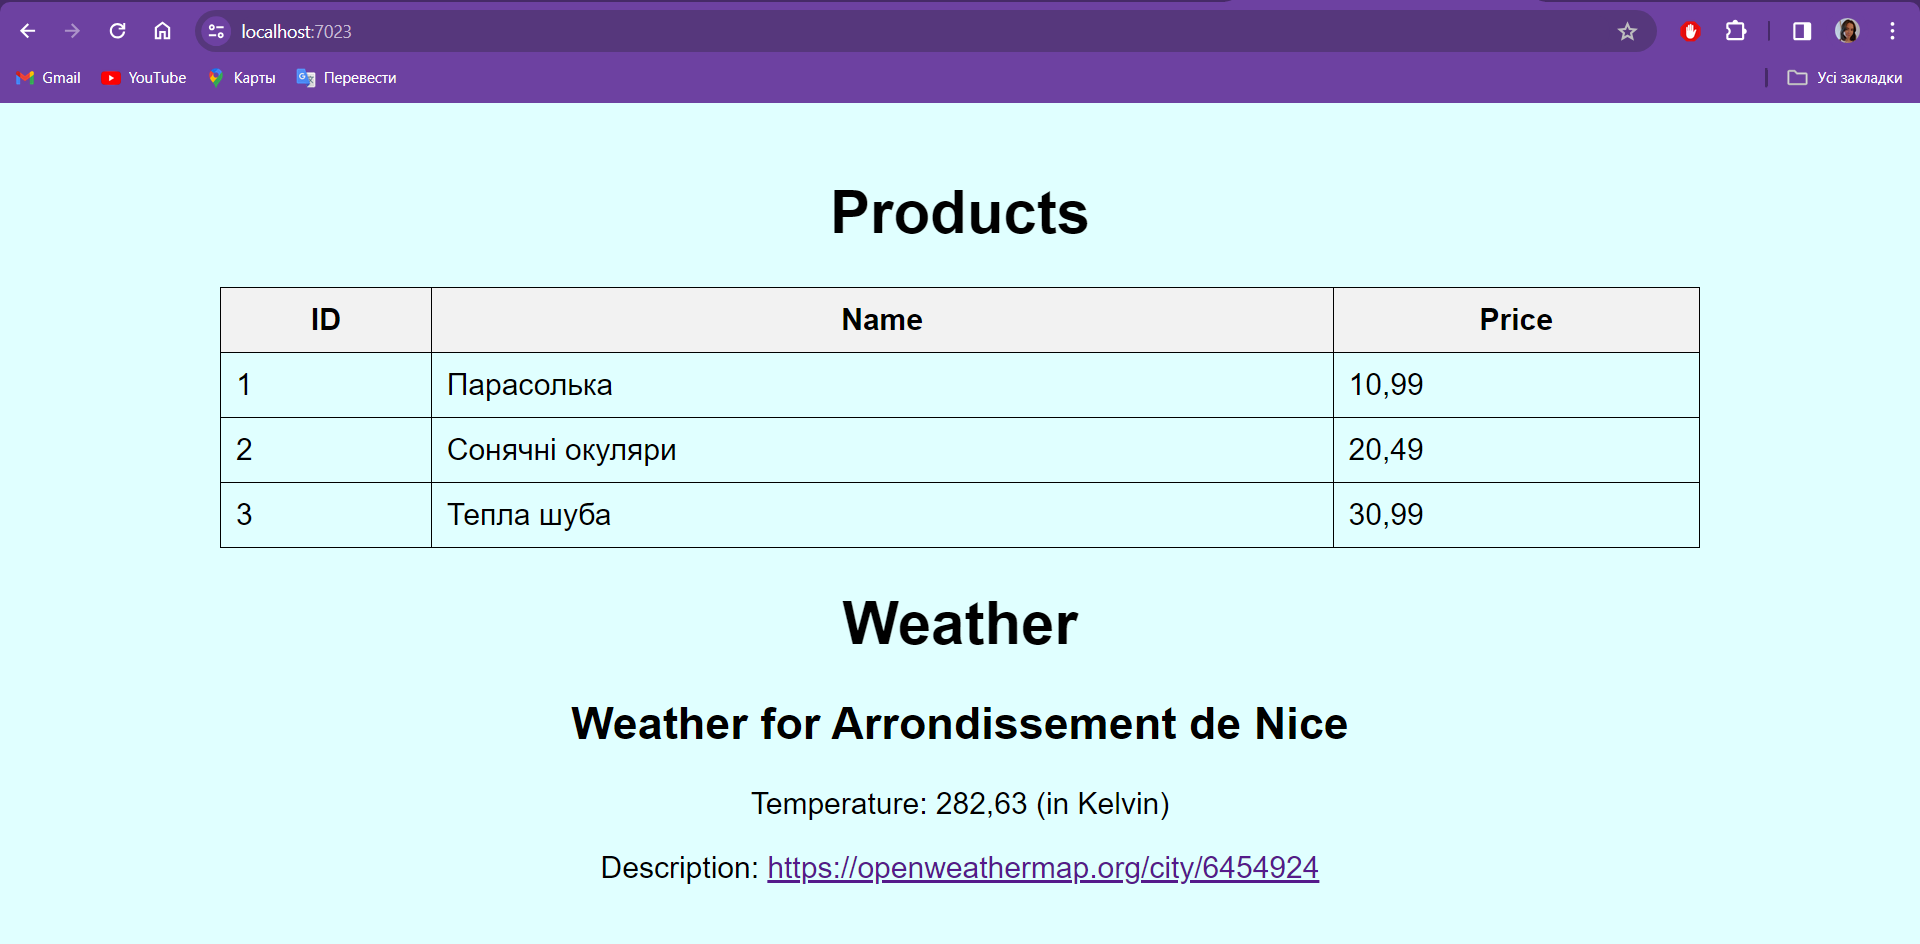 localhost:7023
Gmail YouTube Карты Перевести Усі закладки
Products
ID Name Price
1 Парасолька 10,99
2 Сонячні окуляри 20,49
3 Тепла шуба 30,99
Weather
Weather for Arrondissement de Nice
Temperature: 282,63 (in Kelvin)
Description: https://openweathermap.org/city/6454924